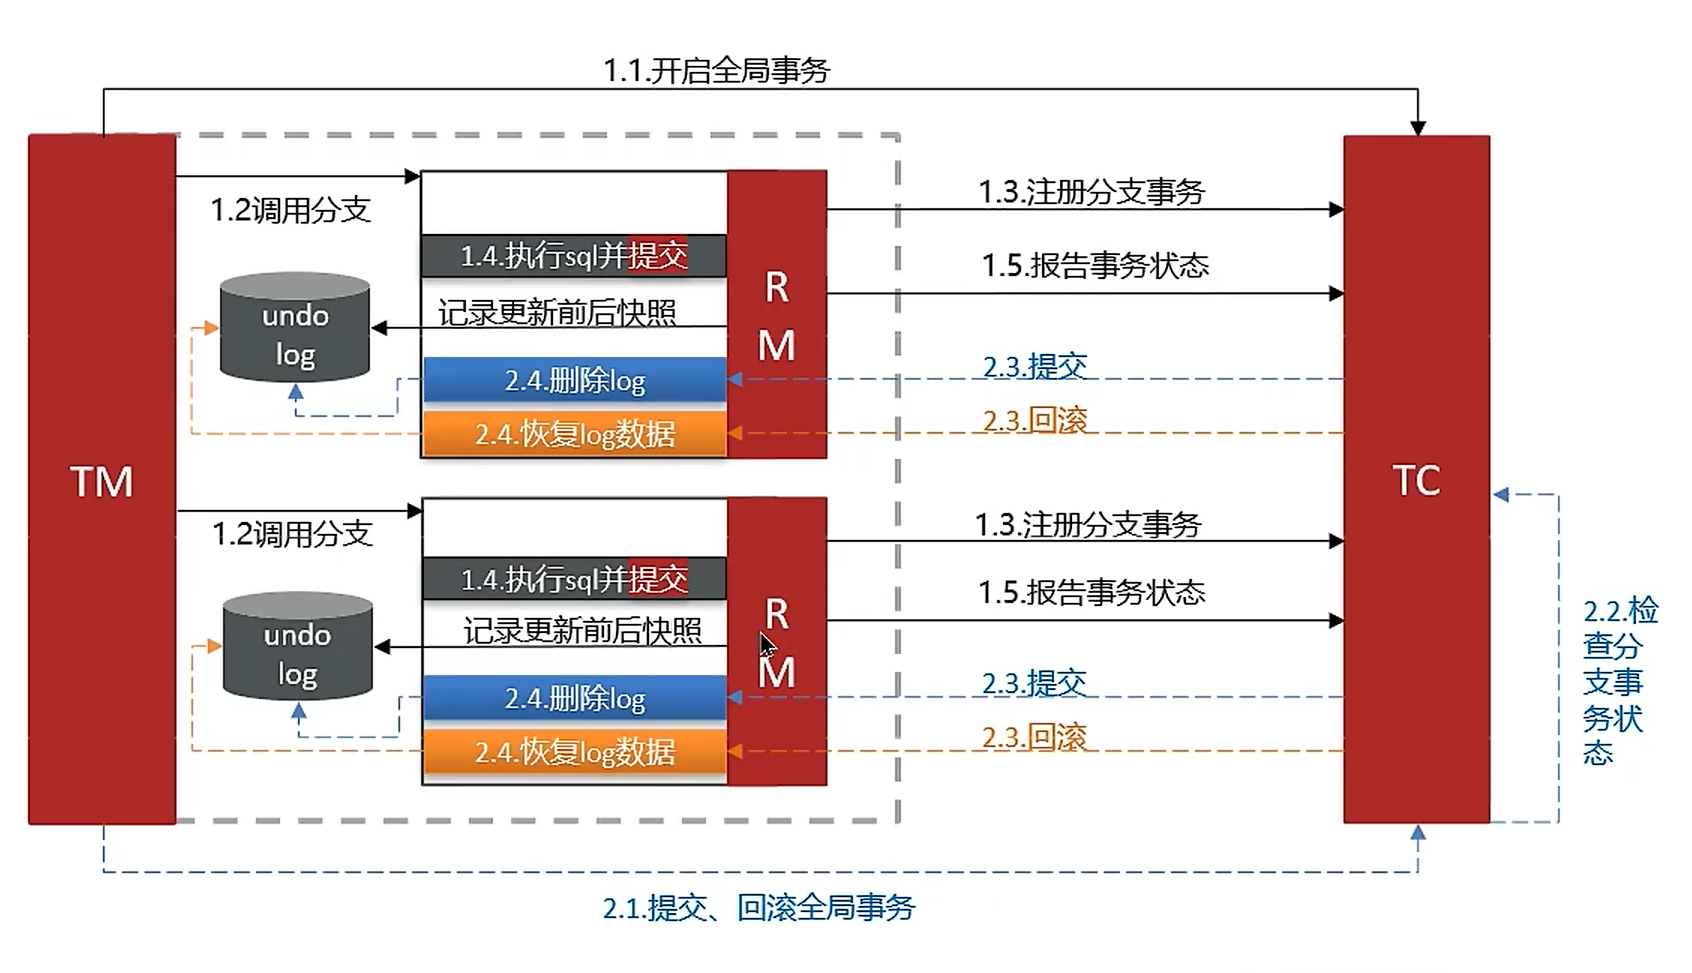 1.1.开启全局事务
TM
1.2调用分支
undo
log
1.4.执行sql并提交
记录更新前后快照
2.4.删除log
2.4.恢复log数据
R
M
1.3.注册分支事务
1.5.报告事务状态
2.3.提交
2.3.回滚
1.2调用分支
undo
log
1.4.执行sql并提交
记录更新前后快照
2.4.删除log
2.4.恢复log数据
R
M
1.3.注册分支事务
1.5.报告事务状态
2.3.提交
2.3.回滚
TC
2.2.检
查分
支事
务状
态
2.1.提交、回滚全局事务